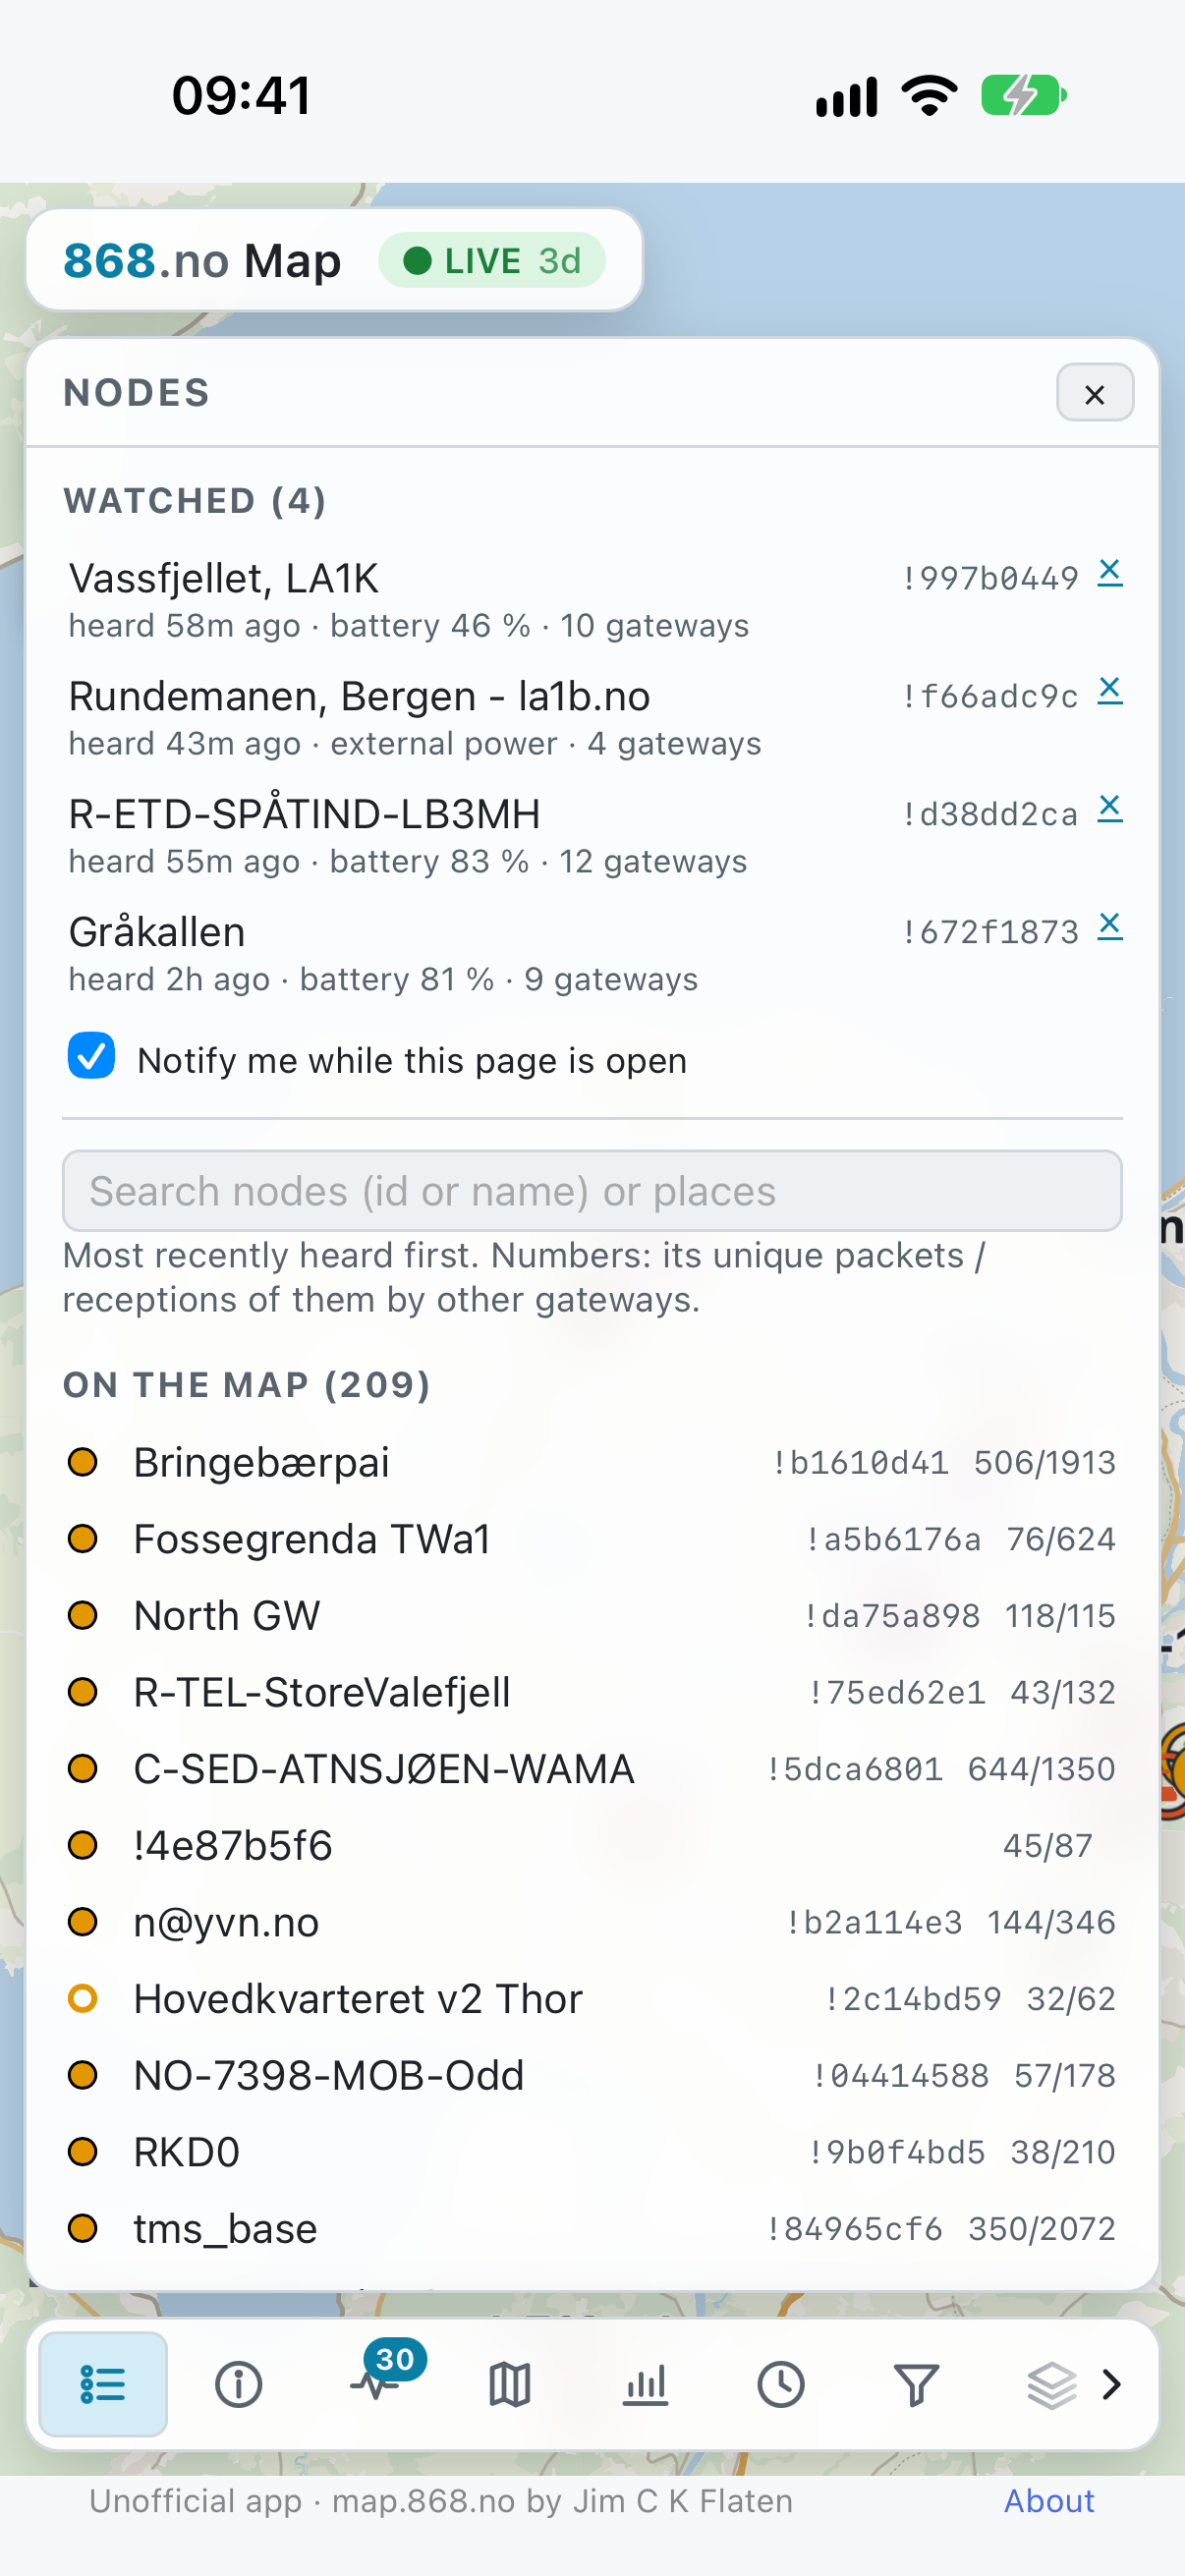 09:41
868.no Map LIVE 3d
NODES ×
WATCHED (4)
Vassfjellet, LA1K !997b0449 ×
heard 58m ago · battery 46 % · 10 gateways
Rundemanen, Bergen - la1b.no !f66adc9c ×
heard 43m ago · external power · 4 gateways
R-ETD-SPÅTIND-LB3MH !d38dd2ca ×
heard 55m ago · battery 83 % · 12 gateways
Gråkallen !672f1873 ×
heard 2h ago · battery 81 % · 9 gateways
Notify me while this page is open
Search nodes (id or name) or places
Most recently heard first. Numbers: its unique packets /
receptions of them by other gateways.
ON THE MAP (209)
Bringebærpai !b1610d41 506/1913
Fossegrenda TWa1 !a5b6176a 76/624
North GW !da75a898 118/115
R-TEL-StoreValefjell !75ed62e1 43/132
C-SED-ATNSJØEN-WAMA !5dca6801 644/1350
!4e87b5f6 45/87
n@yvn.no !b2a114e3 144/346
Hovedkvarteret v2 Thor !2c14bd59 32/62
NO-7398-MOB-Odd !04414588 57/178
RKD0 !9b0f4bd5 38/210
tms_base !84965cf6 350/2072
30
Unofficial app · map.868.no by Jim C K Flaten About